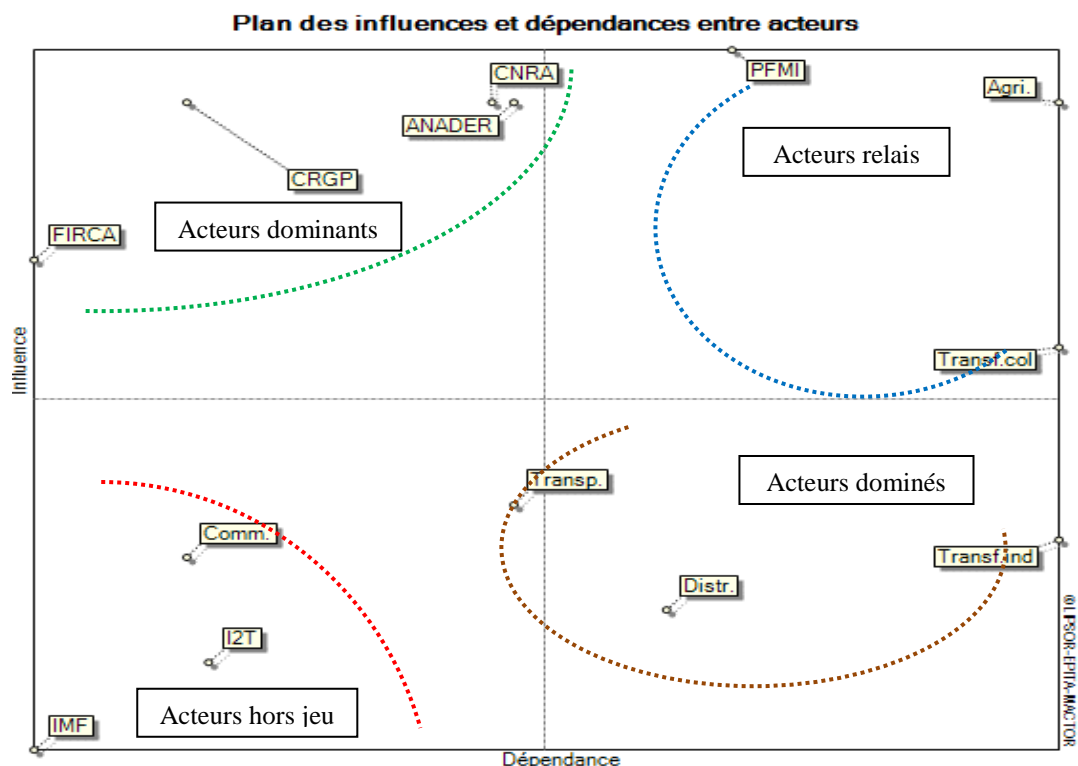 Plan des influences et dépendances entre acteurs
CNRA
PFMI
Agri.
ANADER
Acteurs relais
CRGP
Acteurs dominants
FIRCA
Influence
Transf.col
Transp.
Acteurs dominés
Comm.
Transf.ind
Distr.
I2T
Acteurs hors jeu
IMF
Dépendance
@LIPSOR-EPITA-MACTOR